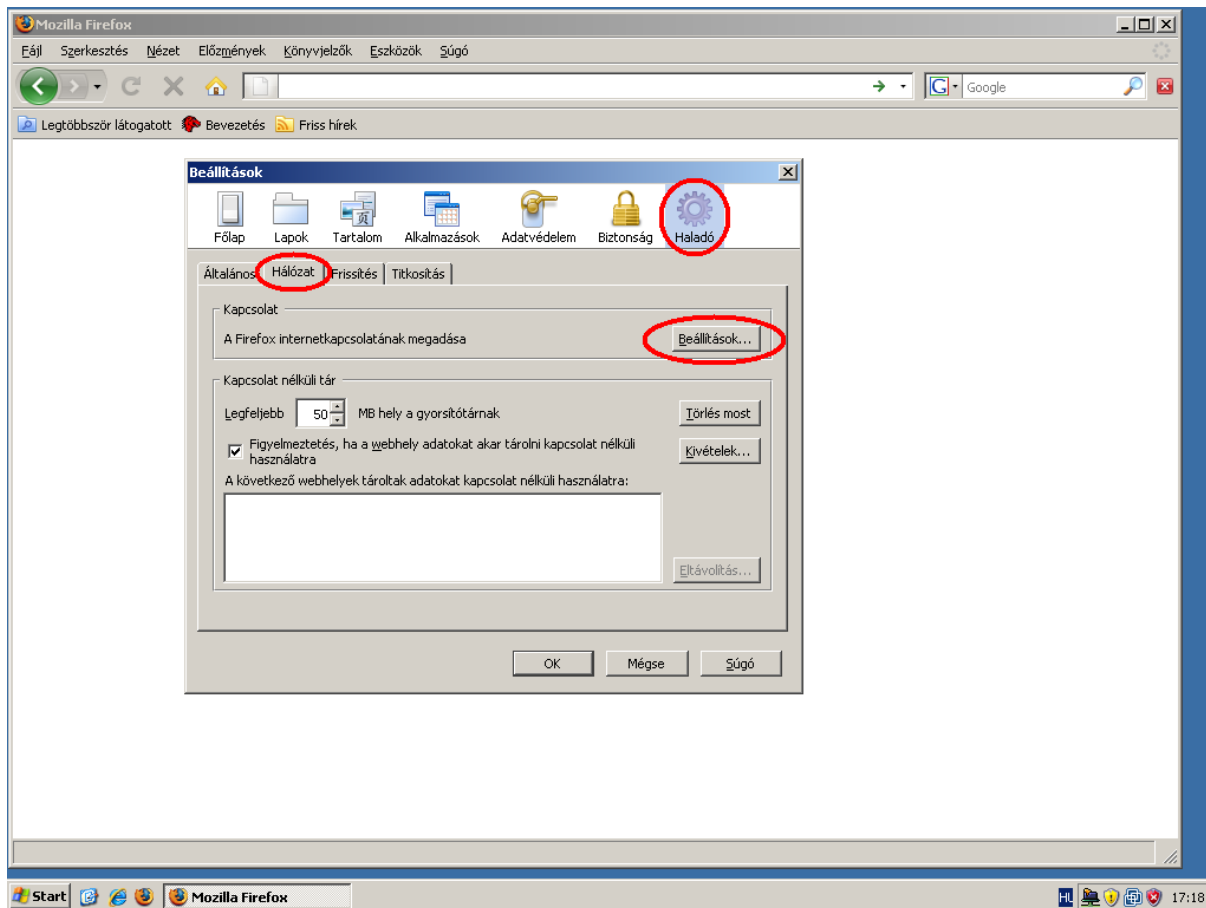 Mozilla Firefox
Fájl Szerkesztés Nézet Előzmények Könyvjelzők Eszközök Súgó
Google
Legtöbbször látogatott Bevezetés Friss hírek
Beállítások
Főlap Lapok Tartalom Alkalmazások Adatvédelem Biztonság Haladó
Általános Hálózat Frissítés Titkosítás
Kapcsolat
A Firefox internetkapcsolatának megadása Beállítások...
Kapcsolat nélküli tár
Legfeljebb 50 MB hely a gyorsítótárnak Törlés most
Figyelmeztetés, ha a webhely adatokat akar tárolni kapcsolat nélküli
használatra
Kivételek...
A következő webhelyek tároltak adatokat kapcsolat nélküli használatra:
Eltávolítás...
OK Mégse Súgó
Start Mozilla Firefox HU 17:18